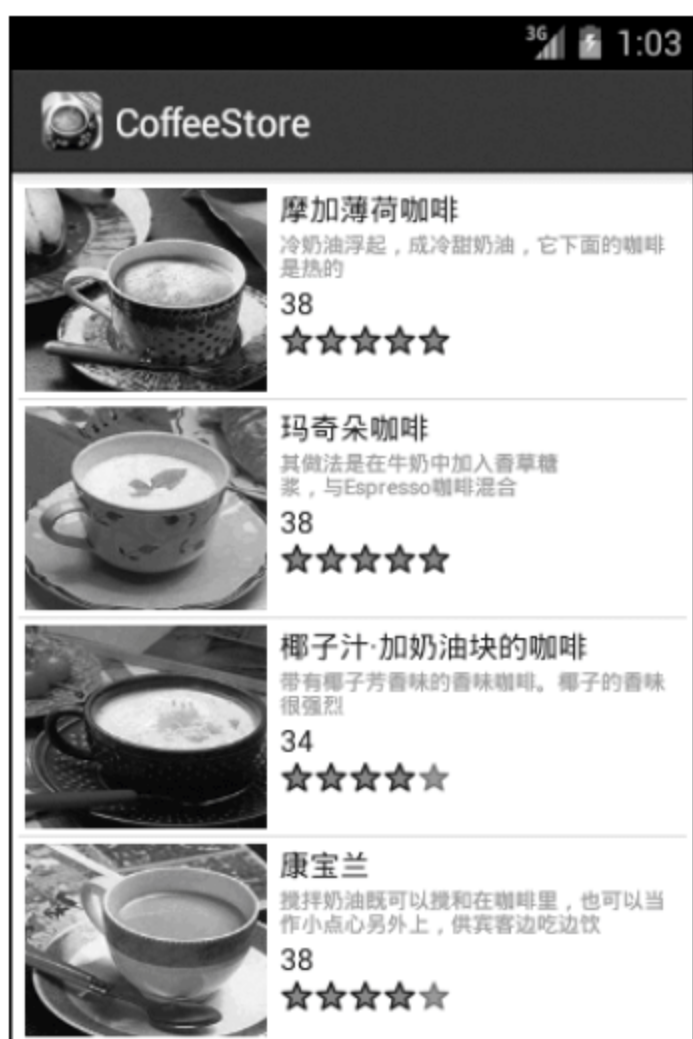 3G 1:03
CoffeeStore
摩加薄荷咖啡
冷奶油浮起，成冷甜奶油，它下面的咖啡
是热的
38
玛奇朵咖啡
其做法是在牛奶中加入香草糖
浆，与Espresso咖啡混合
38
椰子汁·加奶油块的咖啡
带有椰子芳香味的香味咖啡。椰子的香味
很强烈
34
康宝兰
搅拌奶油既可以搅和在咖啡里，也可以当
作小点心另外上，供宾客边吃边饮
38